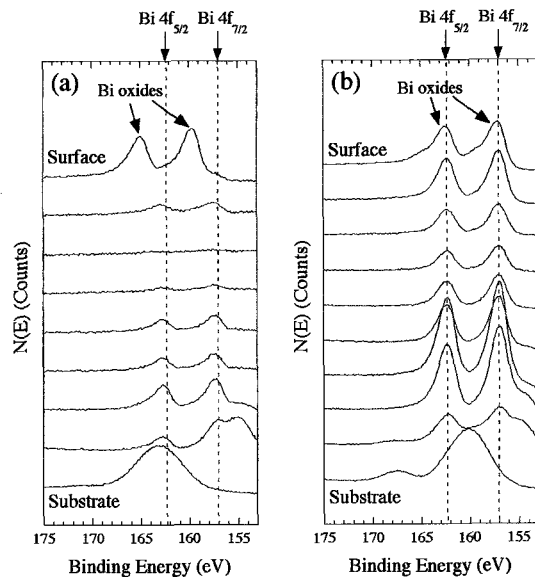 Bi 4f5/2 Bi 4f7/2
Bi 4f5/2 Bi 4f7/2
(a)
Bi oxides
Surface
Substrate
N(E) (Counts)
175 170 165 160 155
Binding Energy (eV)
(b)
Bi oxides
Surface
Substrate
N(E) (Counts)
175 170 165 160 155
Binding Energy (eV)